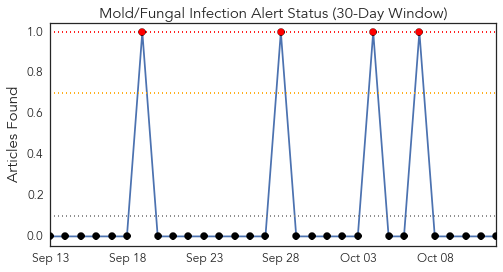 Mold/Fungal Infection Alert Status (30-Day Window)
Articles Found
1.0
0.8
0.6
0.4
0.2
0.0
Sep 13 Sep 18 Sep 23 Sep 28 Oct 03 Oct 08